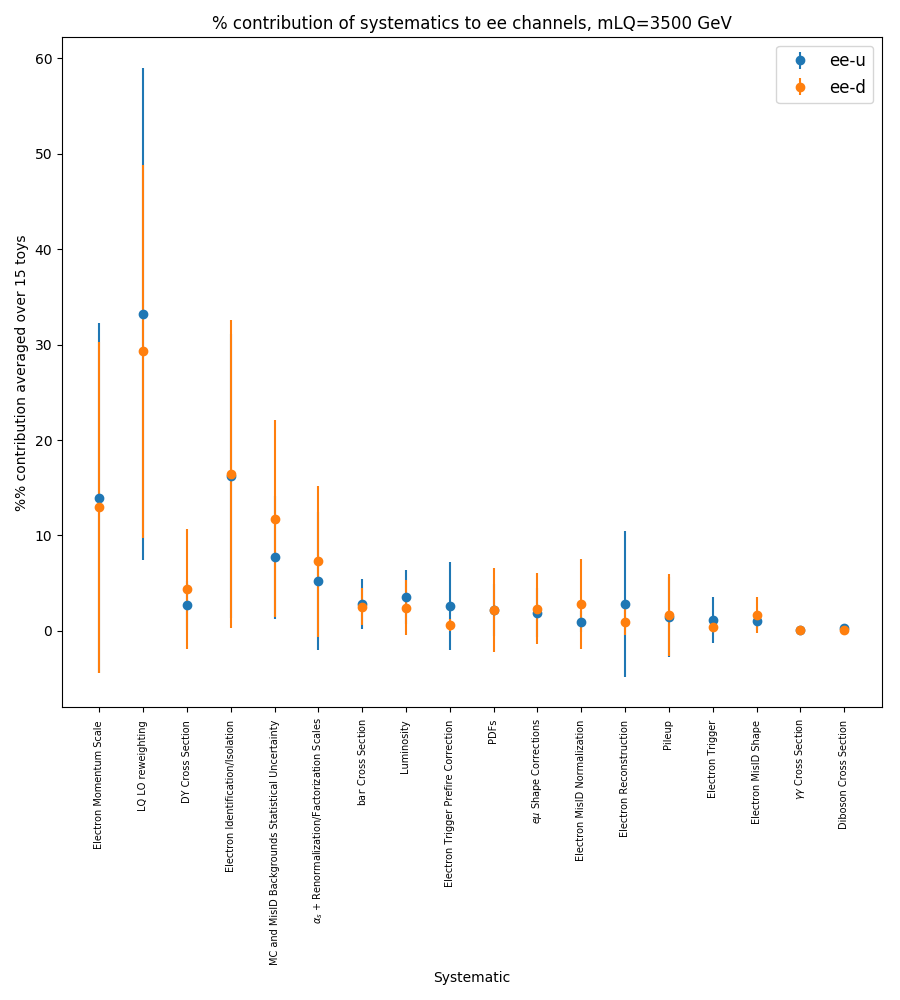 % contribution of systematics to ee channels, mLQ=3500 GeV
ee-u
ee-d
%% contribution averaged over 15 toys
60
50
40
30
20
10
0
Electron Momentum Scale
LQ LO reweighting
DY Cross Section
Electron Identification/Isolation
MC and MisID Backgrounds Statistical Uncertainty
αs + Renormalization/Factorization Scales
bar Cross Section
Luminosity
Electron Trigger Prefire Correction
PDFs
eμ Shape Corrections
Electron MisID Normalization
Electron Reconstruction
Pileup
Electron Trigger
Electron MisID Shape
γγ Cross Section
Diboson Cross Section
Systematic